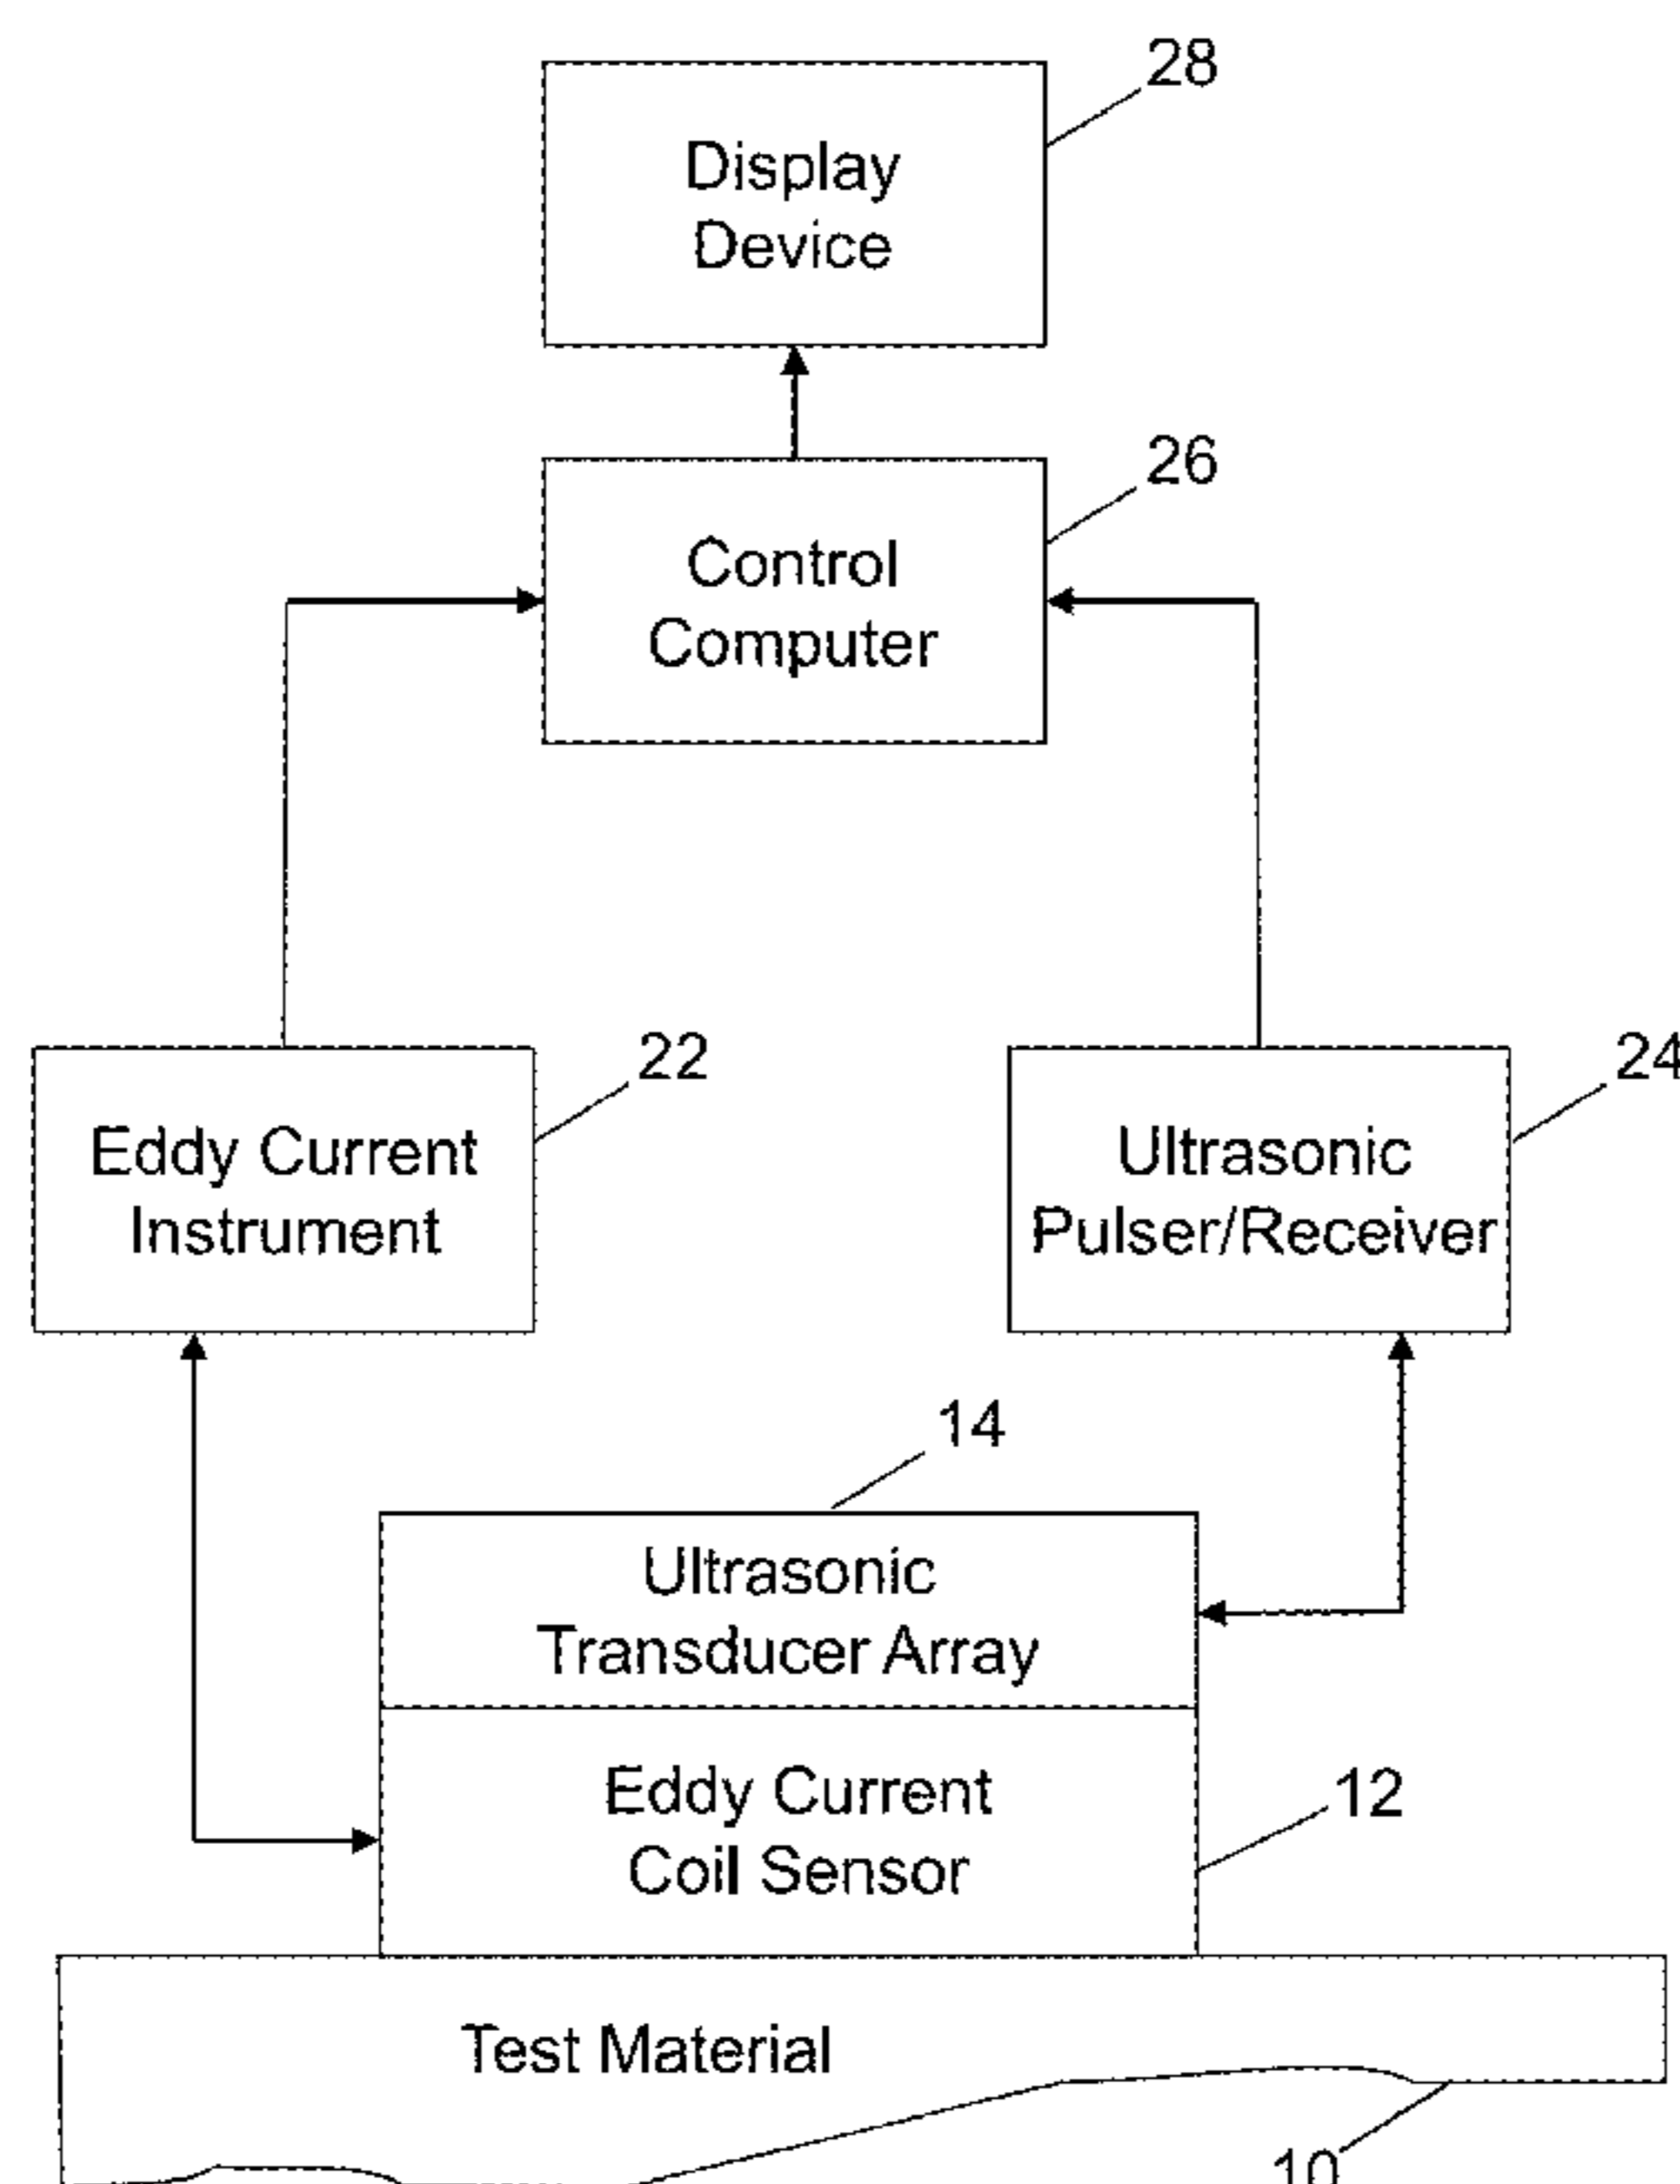 28
Display
Device
26
Control
Computer
22
24
Eddy Current
Instrument
Ultrasonic
Pulser/Receiver
14
Ultrasonic
Transducer Array
12
Eddy Current
Coil Sensor
Test Material
10